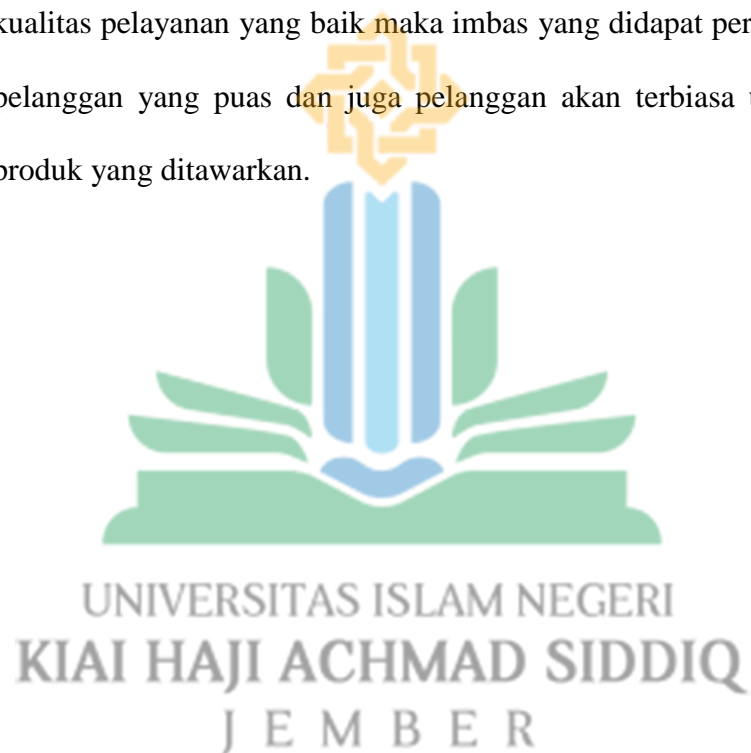 kualitas pelayanan yang baik maka imbas yang didapat
pelanggan yang puas dan juga pelanggan akan terbiasa
produk yang ditawarkan.
UNIVERSITAS ISLAM NEGERI
KIAI HAJI ACHMAD SIDDIQ
JEMBER